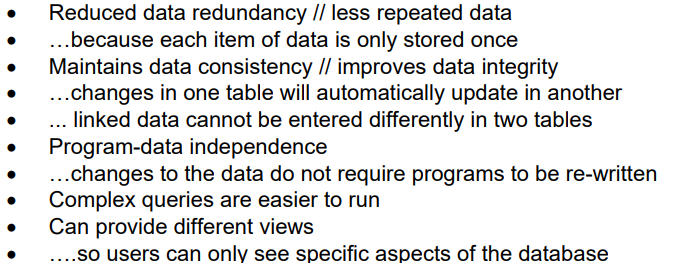 • Reduced data redundancy // less repeated data
• …because each item of data is only stored once
• Maintains data consistency // improves data integrity
• …changes in one table will automatically update in another
• ... linked data cannot be entered differently in two tables
• Program-data independence
• …changes to the data do not require programs to be re-written
• Complex queries are easier to run
• Can provide different views
• ….so users can only see specific aspects of the database